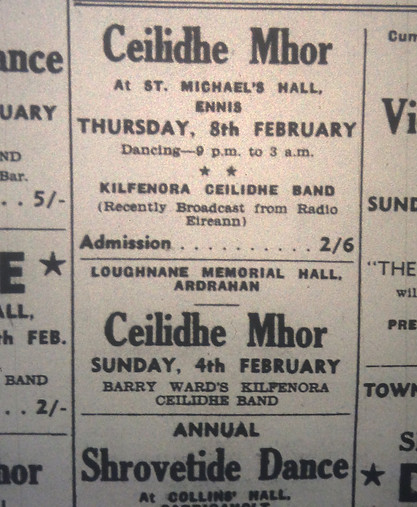 ance
UARY
ND
Bar.
. . 5/-
E ★
ALL,
h FEB.
BAND
. . 2/-
nor
Ceilidhe Mhor
At ST. MICHAEL'S HALL,
ENNIS
THURSDAY, 8th FEBRUARY
Dancing—9 p.m. to 3 a.m.
★ ★
KILFENORA CEILIDHE BAND
(Recently Broadcast from Radio
Eireann)
Admission . . . . . . . . . . 2/6
LOUGHNANE MEMORIAL HALL,
ARDRAHAN
Ceilidhe Mhor
SUNDAY, 4th FEBRUARY
BARRY WARD'S KILFENORA
CEILIDHE BAND
ANNUAL
Shrovetide Dance
At COLLINS' HALL,
Cum
Vi
SUND
"THE
wil
PRE
TOWN
S
★ D